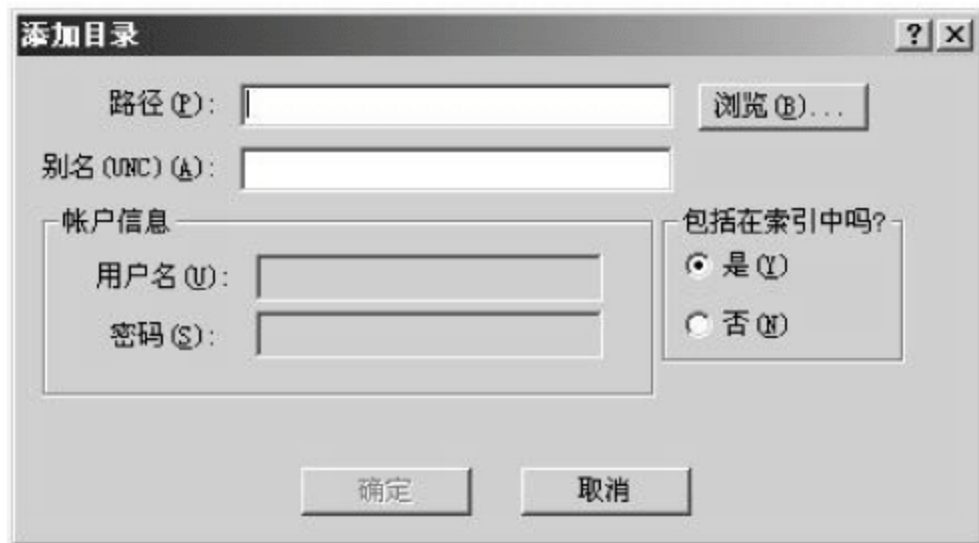 添加目录
路径(P):
浏览(B)...
别名(UNC)(A):
帐户信息
包括在索引中吗?
用户名(U):
是(Y)
密码(S):
否(N)
确定
取消